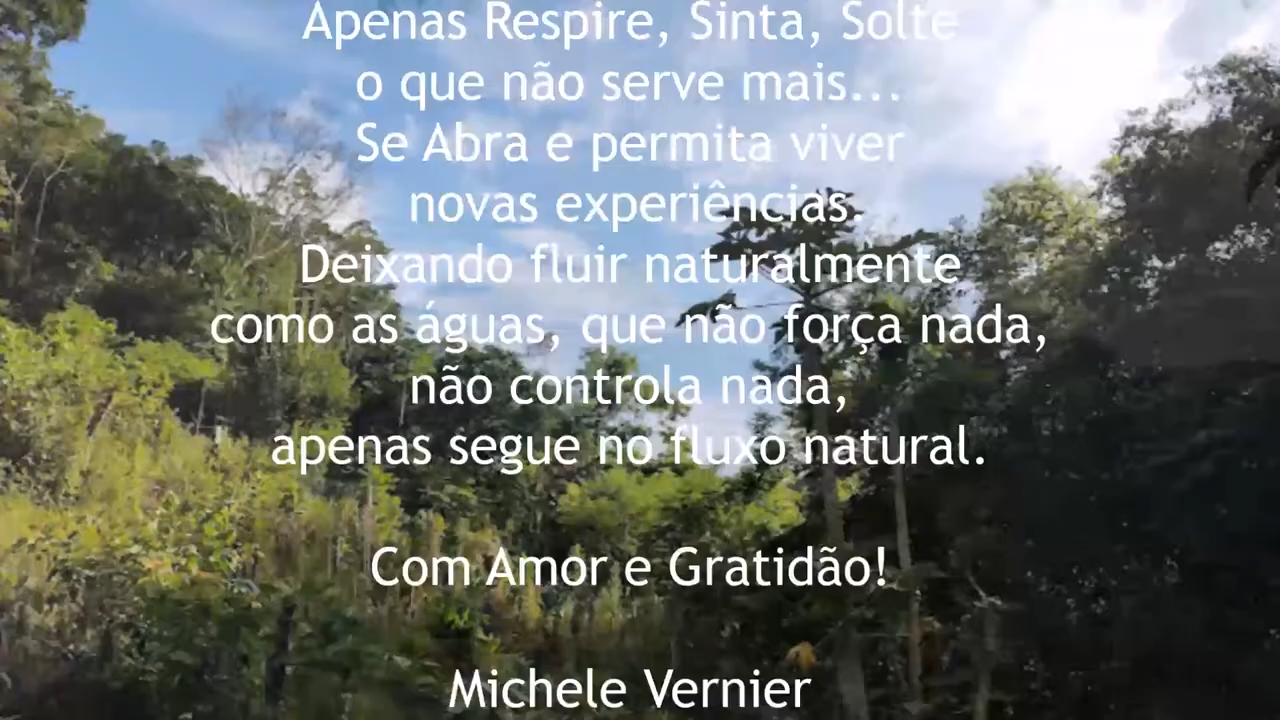 Apenas Respire, Sinta, Solte
o que não serve mais...
Se Abra e permita viver
novas experiências.
Deixando fluir naturalmente
como as águas, que não força nada,
não controla nada,
apenas segue no fluxo natural.
Com Amor e Gratidão!
Michele Vernier